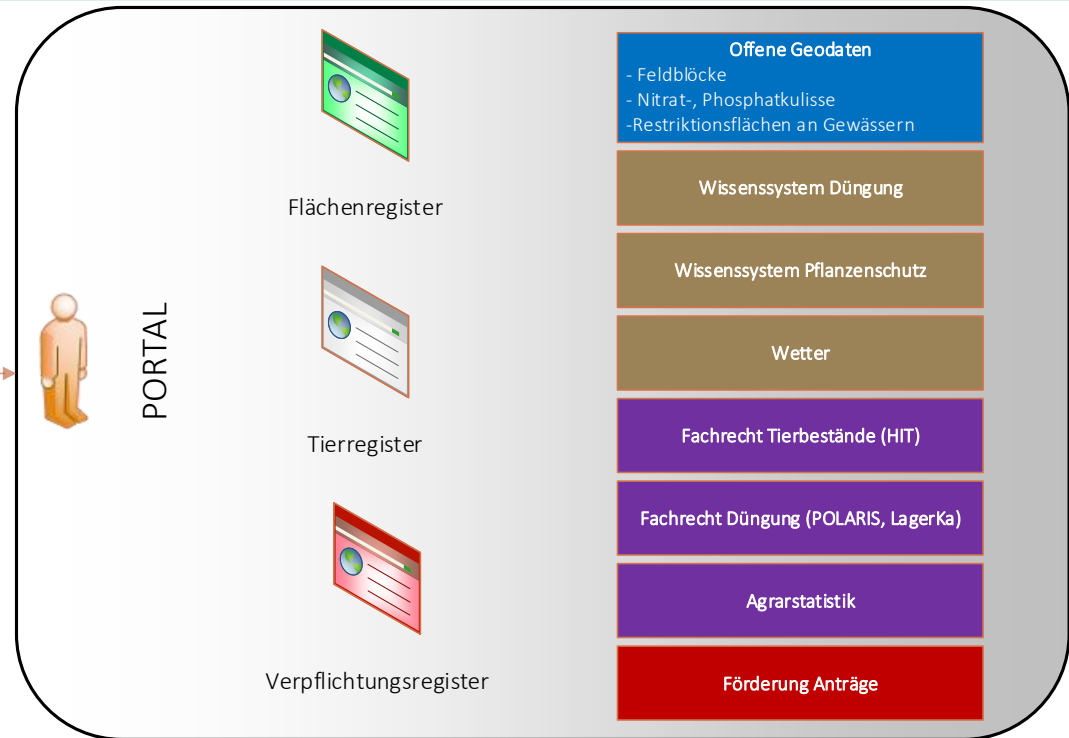 PORTAL
Flächenregister
Tierregister
Verpflichtungsregister
Offene Geodaten
- Feldblöcke
- Nitrat-, Phosphatkulisse
-Restriktionsflächen an Gewässern
Wissenssystem Düngung
Wissenssystem Pflanzenschutz
Wetter
Fachrecht Tierbestände (HIT)
Fachrecht Düngung (POLARIS, LagerKa)
Agrarstatistik
Förderung Anträge